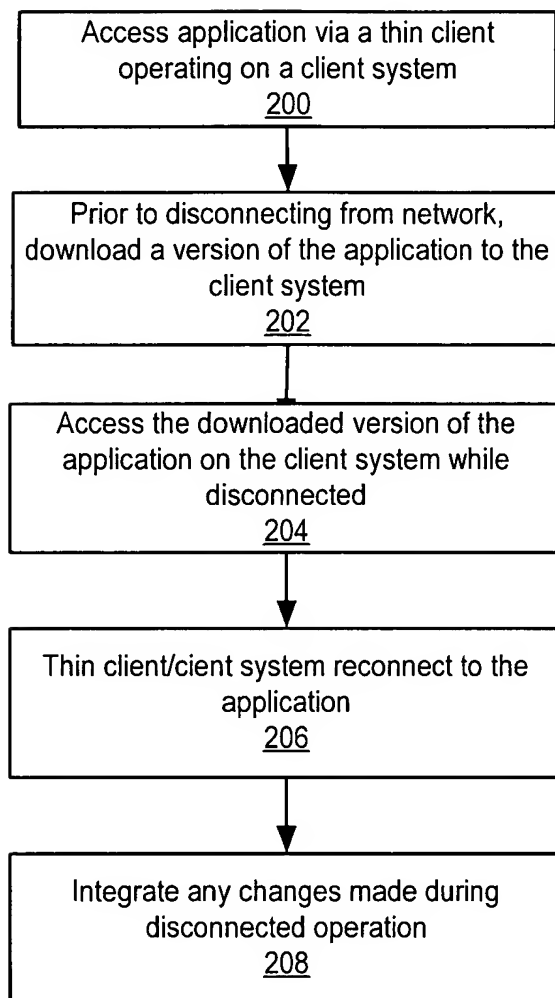 Access application via a thin client
operating on a client system
200
Prior to disconnecting from network,
download a version of the application to the
client system
202
Access the downloaded version of the
application on the client system while
disconnected
204
Thin client/cient system reconnect to the
application
206
Integrate any changes made during
disconnected operation
208